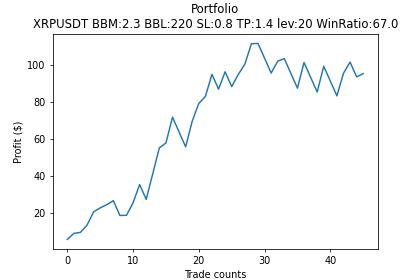 Portfolio
XRPUSDT BBM:2.3 BBL:220 SL:0.8 TP:1.4 lev:20 WinRatio:67.0
100
80
60
40
20
Profit ($)
0
10
20
30
40
Trade counts